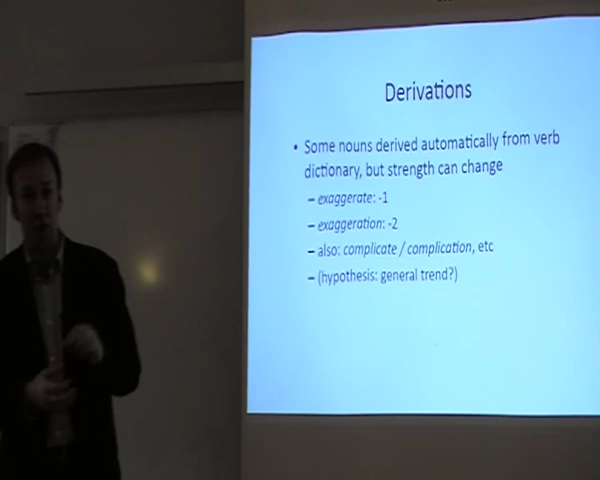 Derivations
• Some nouns derived automatically from verb
dictionary, but strength can change
– exaggerate: -1
– exaggeration: -2
– also: complicate / complication, etc
– (hypothesis: general trend?)